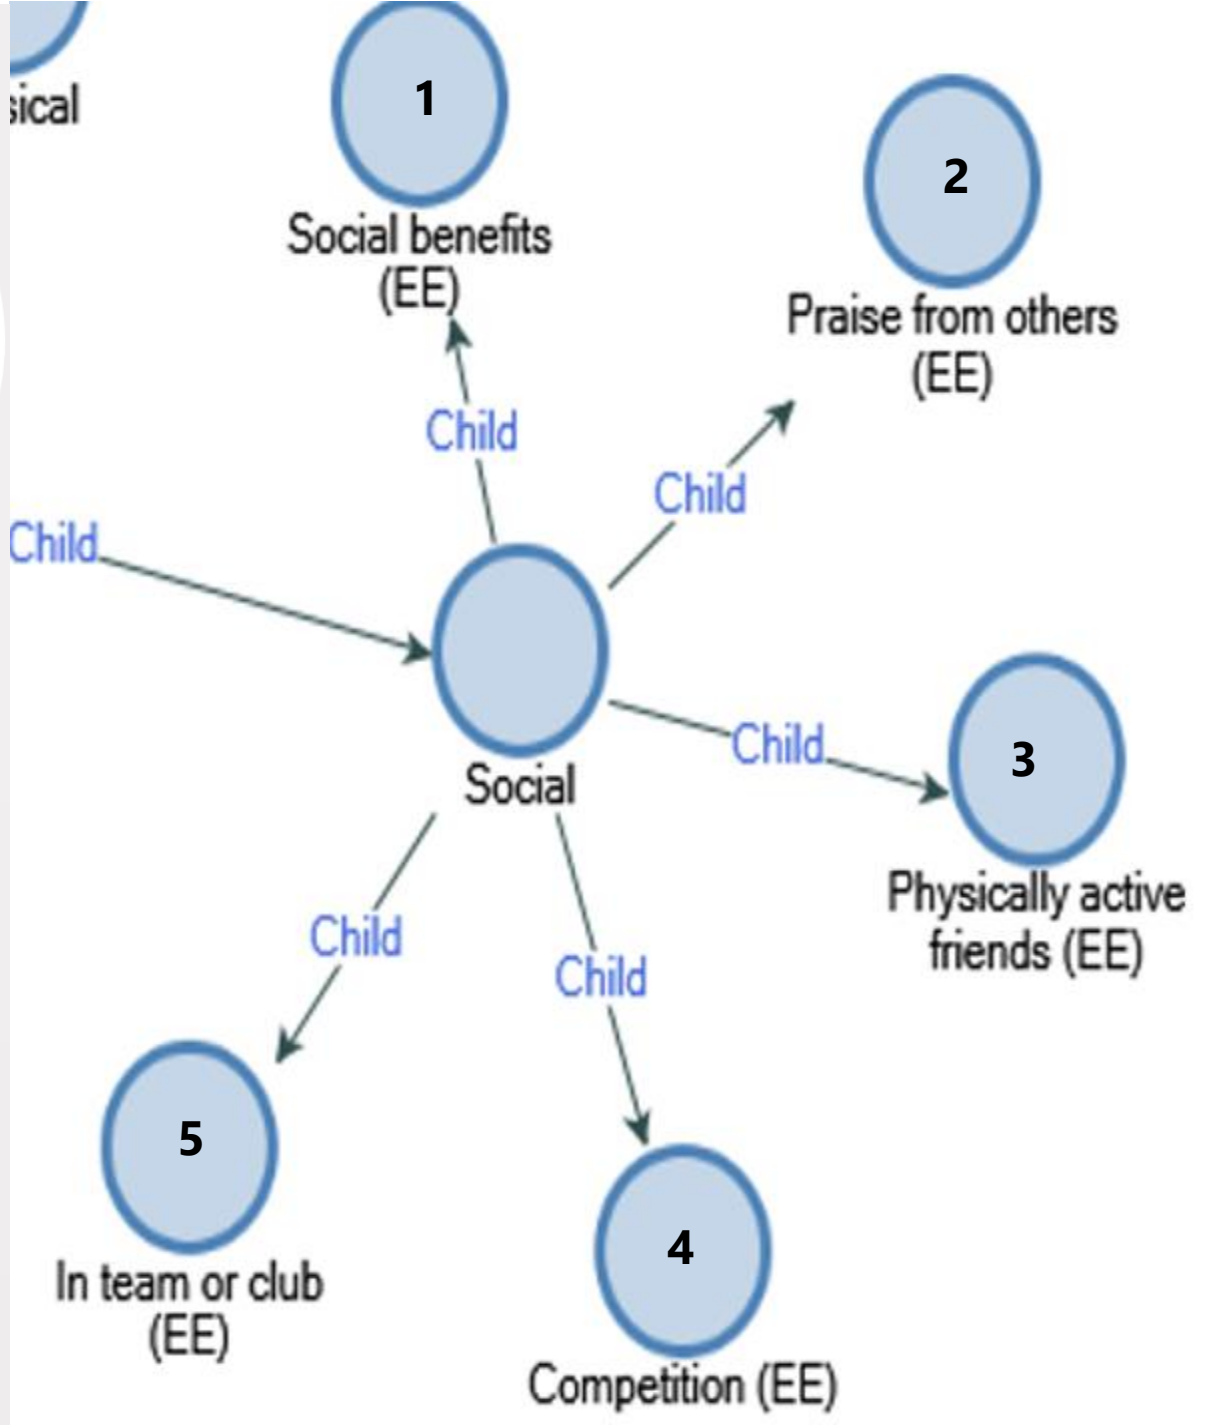 1
sical
2
Social benefits
(EE)
Praise from others
(EE)
Child
Child
Child
Child
3
Social
Physically active
friends (EE)
Child
Child
5
4
In team or club
(EE)
Competition (EE)